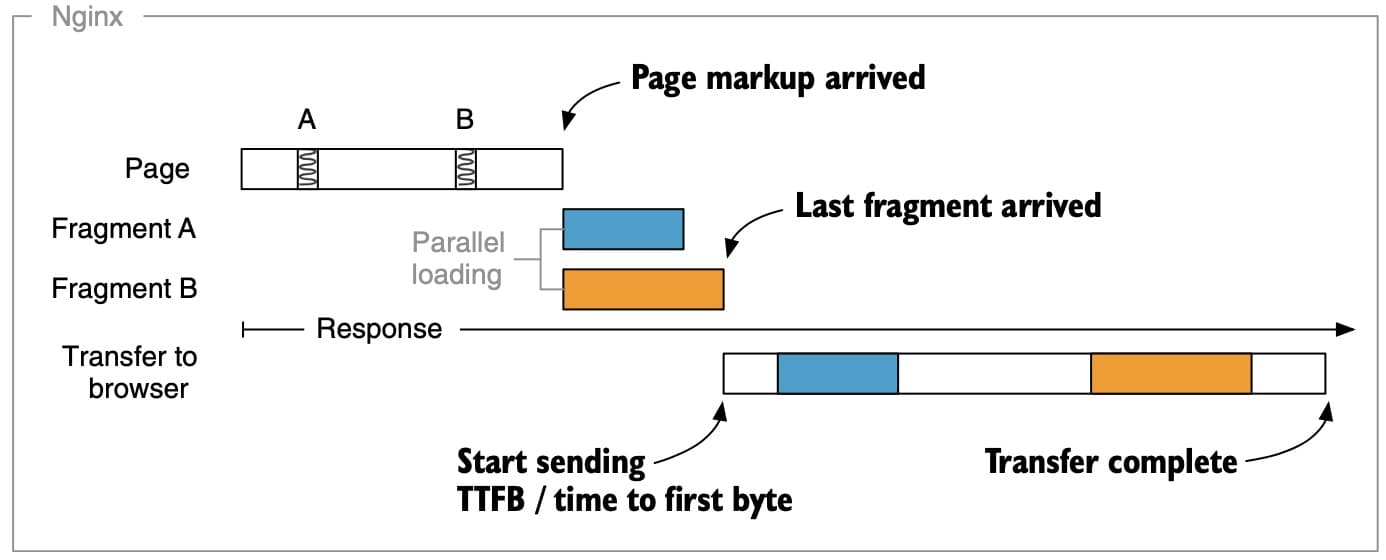 Nginx
Page markup arrived
A
B
Page
Last fragment arrived
Fragment A
Parallel
loading
Fragment B
Response
Transfer to
browser
Start sending
TTFB / time to first byte
Transfer complete